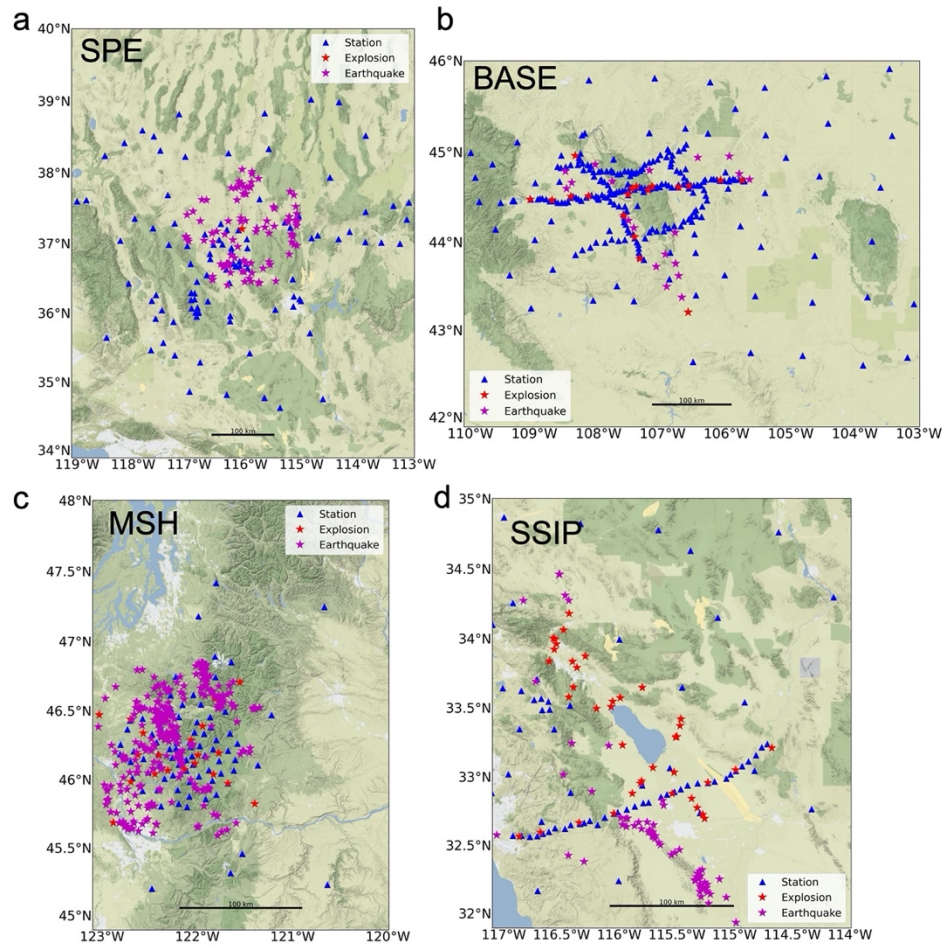 a
SPE
Station
Explosion
Earthquake
40°N
39°N
38°N
37°N
36°N
35°N
34°N
100 km
119°W 118°W 117°W 116°W 115°W 114°W 113°W
b
BASE
46°N
45°N
44°N
43°N
42°N
Station
Explosion
Earthquake
100 km
110°W 109°W 108°W 107°W 106°W 105°W 104°W 103°W
c
MSH
Station
Explosion
Earthquake
48°N
47.5°N
47°N
46.5°N
46°N
45.5°N
45°N
100 km
123°W 122°W 121°W 120°W
d
SSIP
35°N
34.5°N
34°N
33.5°N
33°N
32.5°N
32°N
Station
Explosion
Earthquake
100 km
117°W 116.5°W 116°W 115.5°W 115°W 114.5°W 114°W